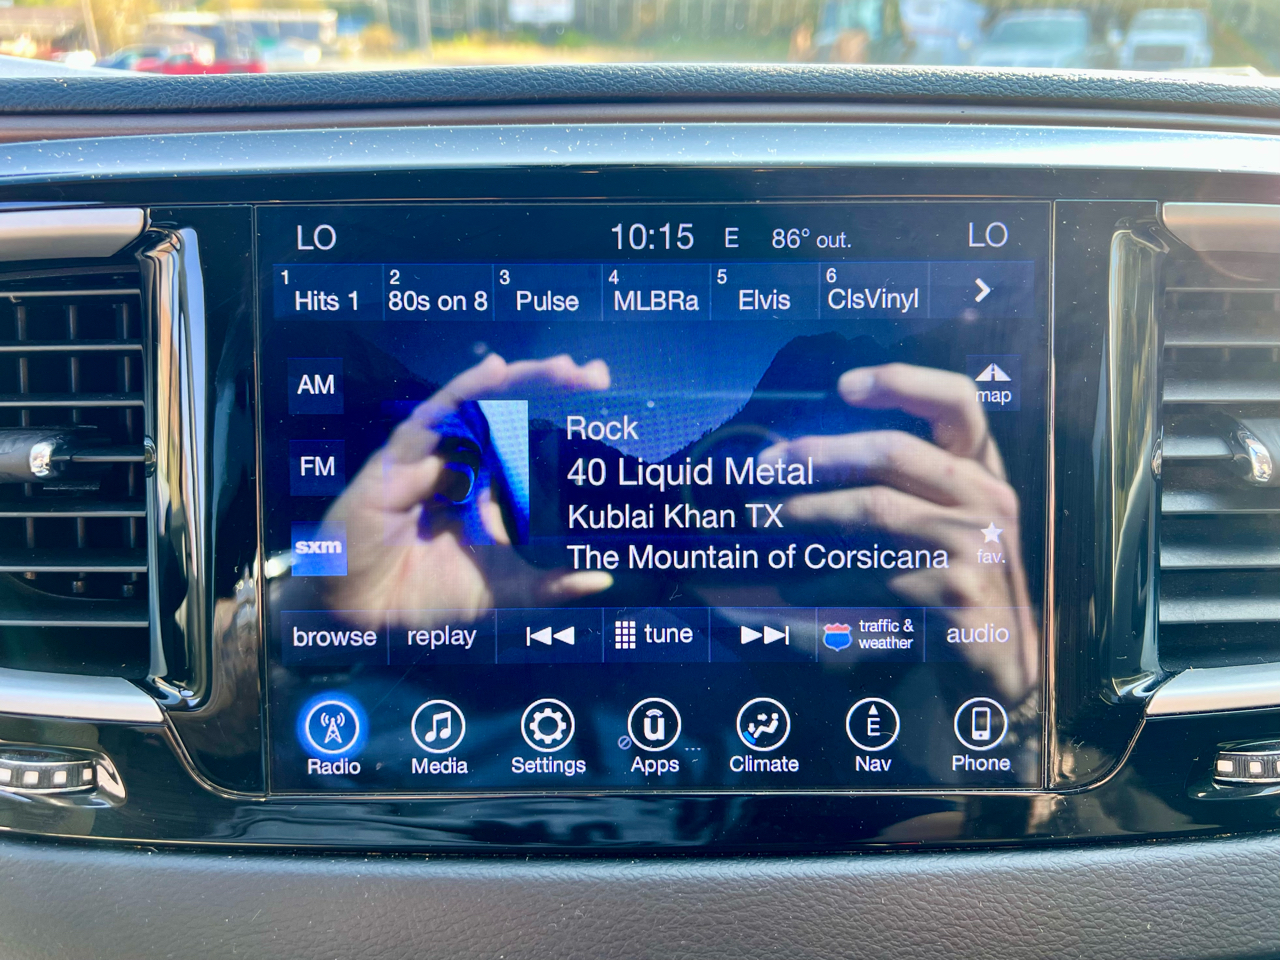 LO 10:15 E 86° out. LO
1 Hits 1
2 80s on 8
3 Pulse
4 MLBRa
5 Elvis
6 ClsVinyl
AM
map
Rock
FM
40 Liquid Metal
Kublai Khan TX
sxm
The Mountain of Corsicana
fav.
browse
replay
tune
traffic &
weather
audio
Radio
Media
Settings
Apps
Climate
E
Nav
Phone